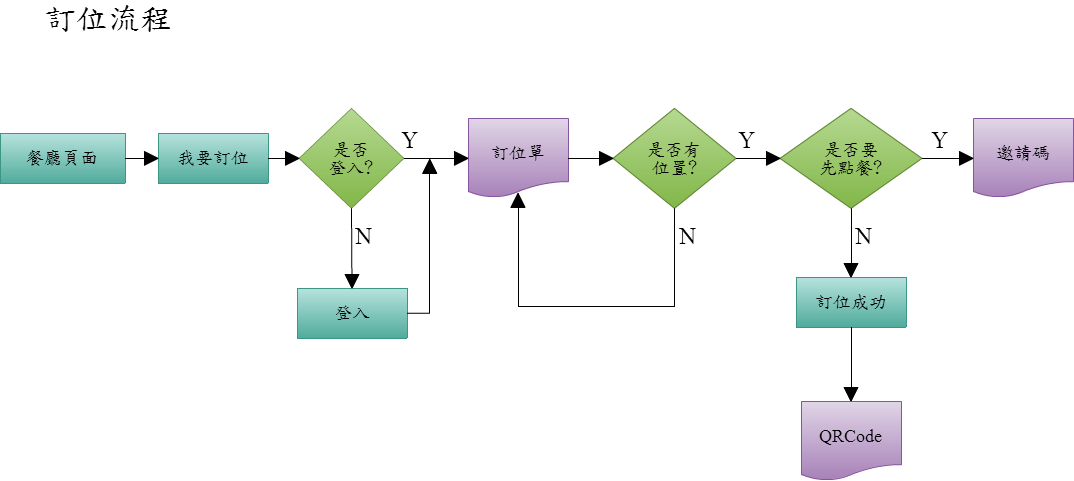 訂位流程
餐廳頁面
我要訂位
是否
登入?
Y
訂位單
是否有
位置?
Y
是否要
先點餐?
Y
邀請碼
N
N
N
登入
訂位成功
QRCode